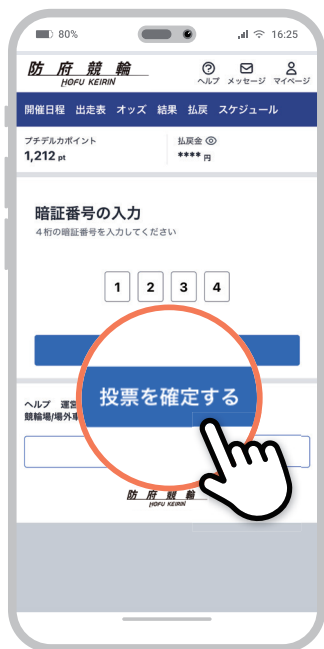 80%
16:25
防府競輪
HOFU KEIRIN
ヘルプ メッセージ マイページ
開催日程 出走表 オッズ 結果 払戻 スケジュール
プチデルカポイント
1,212 pt
払戻金
**** 円
暗証番号の入力
4桁の暗証番号を入力してください
1 2 3 4
投票を確定する
ヘルプ 運営
競輪場/場外車
防府競輪
HOFU KEIRIN